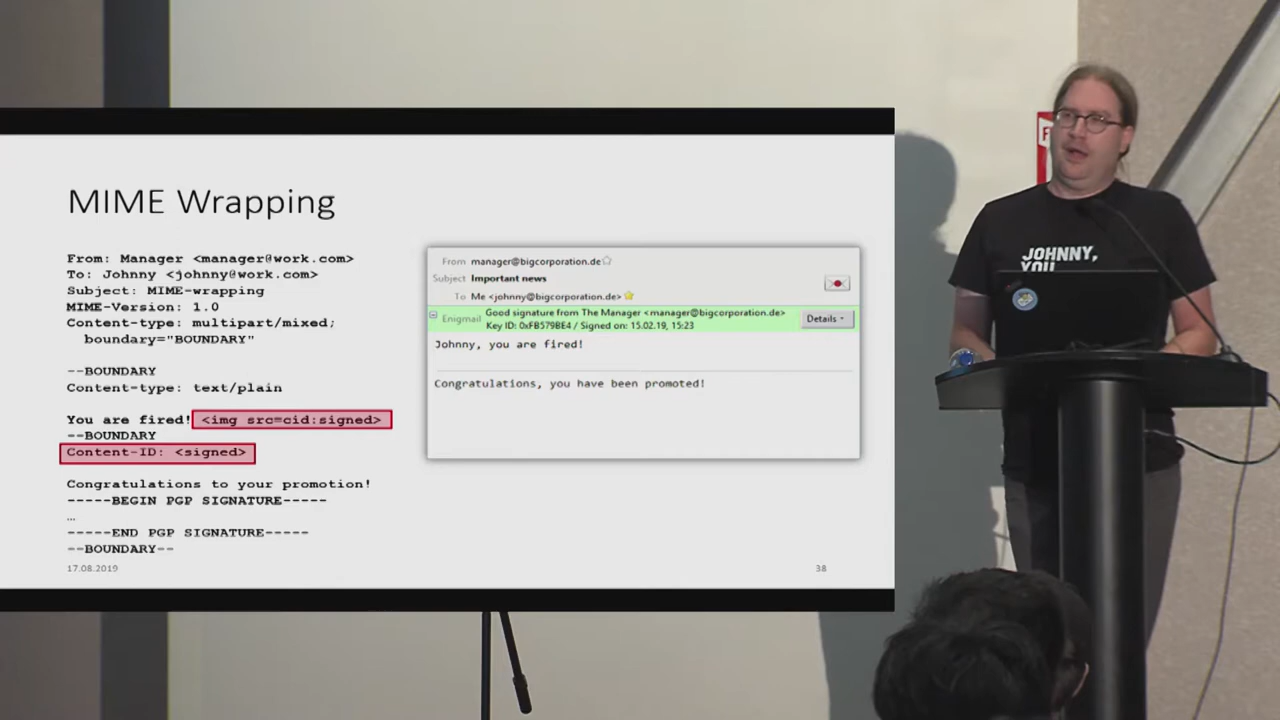 MIME Wrapping
From: Manager <manager@work.com>
To: Johnny <johnny@work.com>
Subject: MIME-wrapping
MIME-Version: 1.0
Content-type: multipart/mixed;
boundary="BOUNDARY"
--BOUNDARY
Content-type: text/plain
You are fired! <img src=cid:signed>
--BOUNDARY
Content-ID: <signed>
Congratulations to your promotion!
-----BEGIN PGP SIGNATURE-----
…
-----END PGP SIGNATURE-----
--BOUNDARY--
17.08.2019
38
From manager@bigcorporation.de
Subject Important news
To Me <johnny@bigcorporation.de>
Enigmail Good signature from The Manager <manager@bigcorporation.de>
Key ID: 0xFB579BE4 / Signed on: 15.02.19, 15:23
Details
Johnny, you are fired!
Congratulations, you have been promoted!
JOHNNY,
YOU